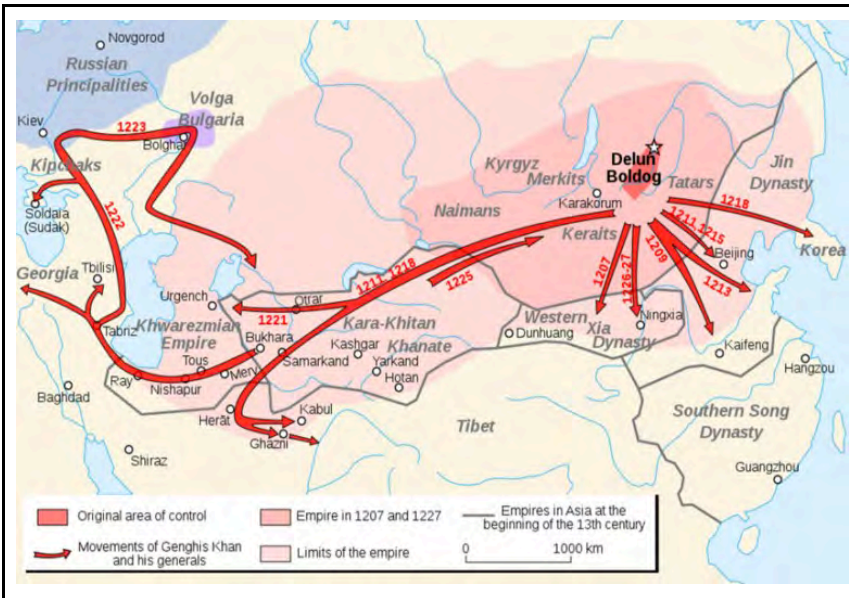 Novgorod
Russian
Principalities
Volga
Bulgaria
Kiev
1223
Bolghar
Kipchaks
Soldaïa
(Sudak)
1222
Georgia
Tbilisi
Tabriz
Baghdad
Shiraz
Urgench
Khwarezmian
Empire
Ray
Tous
Nishapur
Merv
Bukhara
Samarkand
Otrar
1221
1211, 1218
1225
Kara-Khitan
Khanate
Kashgar
Yarkand
Hotan
Herât
Kabul
Ghazni
Tibet
Delun
Boldog
Kyrgyz
Merkits
Tatars
Naimans
Karakorum
Keraits
Jin
Dynasty
1218
1211, 1215
1209
1213
1207
1226-27
Korea
Beijing
Western
Xia
Dynasty
Dunhuang
Ningxia
Kaifeng
Hangzou
Southern Song
Dynasty
Guangzhou
Original area of control
Movements of Genghis Khan
and his generals
Empire in 1207 and 1227
Limits of the empire
Empires in Asia at the
beginning of the 13th century
0 1000 km